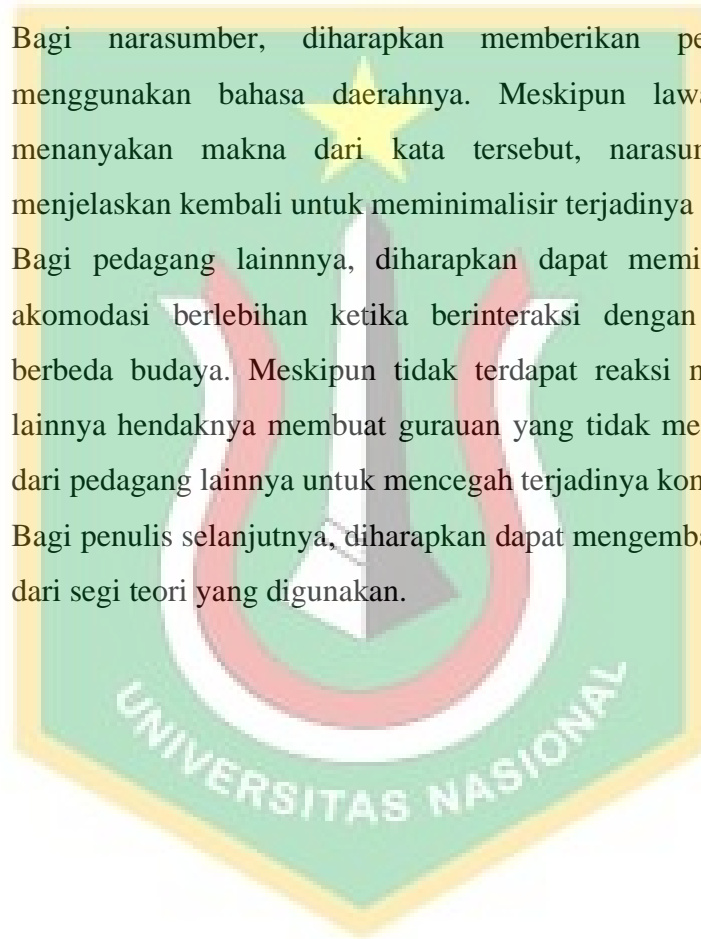 Bagi narasumber, diharapkan memberikan
menggunakan bahasa daerahnya. Meskipun
menanyakan makna dari kata tersebut,
menjelaskan kembali untuk meminimalisir terjadinya
Bagi pedagang lainnnya, diharapkan dapat
akomodasi berlebihan ketika berinteraksi dengan
berbeda budaya. Meskipun tidak terdapat reaksi
lainnya hendaknya membuat gurauan yang tidak
dari pedagang lainnya untuk mencegah terjadinya
Bagi penulis selanjutnya, diharapkan dapat
dari segi teori yang digunakan.
UNIVERSITAS NASIONAL